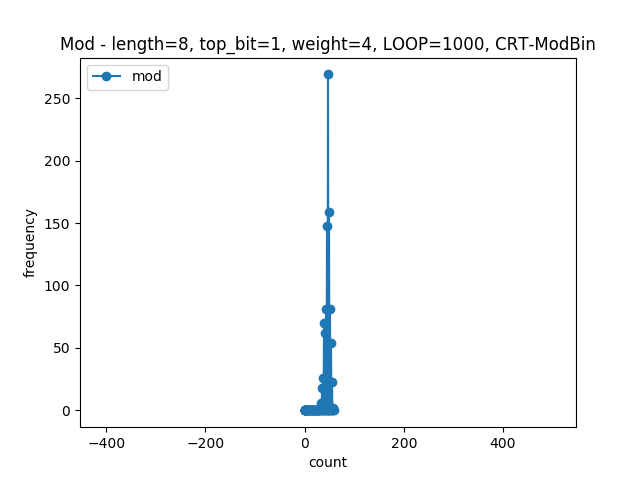 Mod - length=8, top_bit=1, weight=4, LOOP=1000, CRT-ModBin
mod
250
200
150
100
50
0
frequency
−400
−200
0
200
400
count